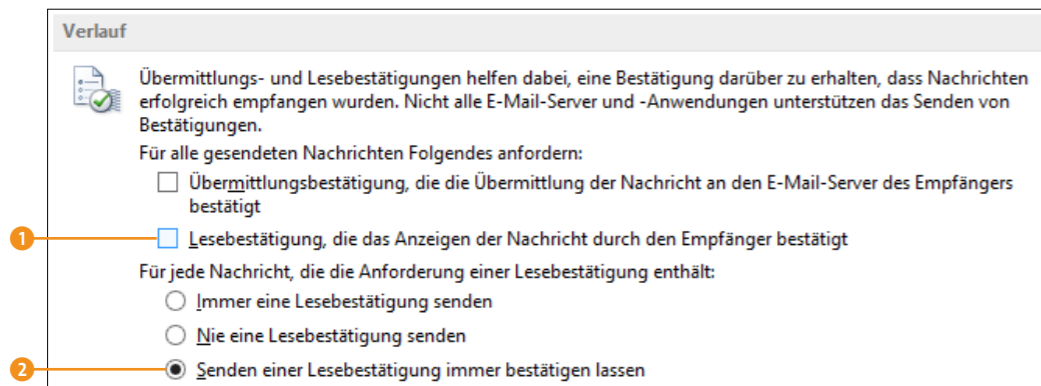 Verlauf
Übermittlungs- und Lesebestätigungen helfen dabei, eine Bestätigung darüber zu erhalten, dass Nachrichten
erfolgreich empfangen wurden. Nicht alle E-Mail-Server und -Anwendungen unterstützen das Senden von
Bestätigungen.
Für alle gesendeten Nachrichten Folgendes anfordern:
Übermittlungsbestätigung, die die Übermittlung der Nachricht an den E-Mail-Server des Empfängers
bestätigt
1 Lesebestätigung, die das Anzeigen der Nachricht durch den Empfänger bestätigt
Für jede Nachricht, die die Anforderung einer Lesebestätigung enthält:
Immer eine Lesebestätigung senden
Nie eine Lesebestätigung senden
2 Senden einer Lesebestätigung immer bestätigen lassen